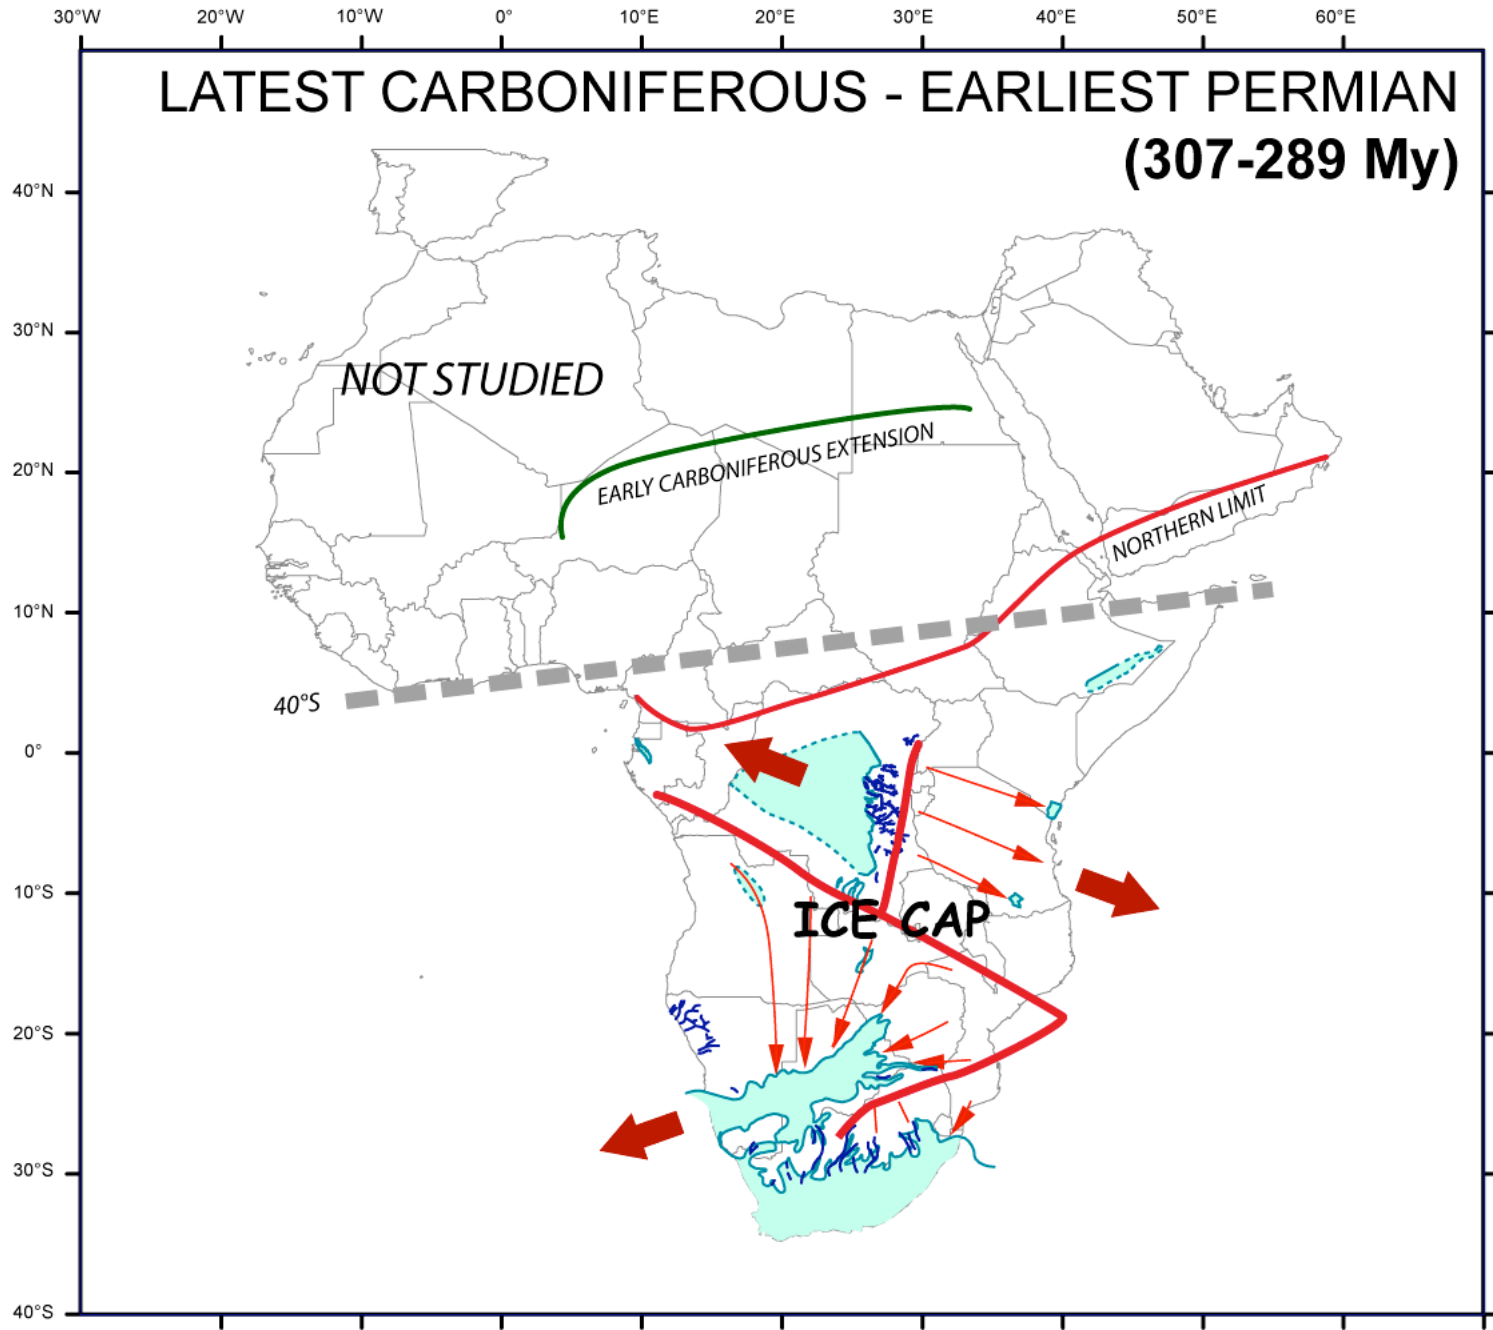 30°W 20°W 10°W 0° 10°E 20°E 30°E 40°E 50°E 60°E
LATEST CARBONIFEROUS - EARLIEST PERMIAN
(307-289 My)
40°N
30°N
NOT STUDIED
EARLY CARBONIFEROUS EXTENSION
20°N
NORTHERN LIMIT
10°N
40°S
0°
10°S
ICE CAP
20°S
30°S
40°S